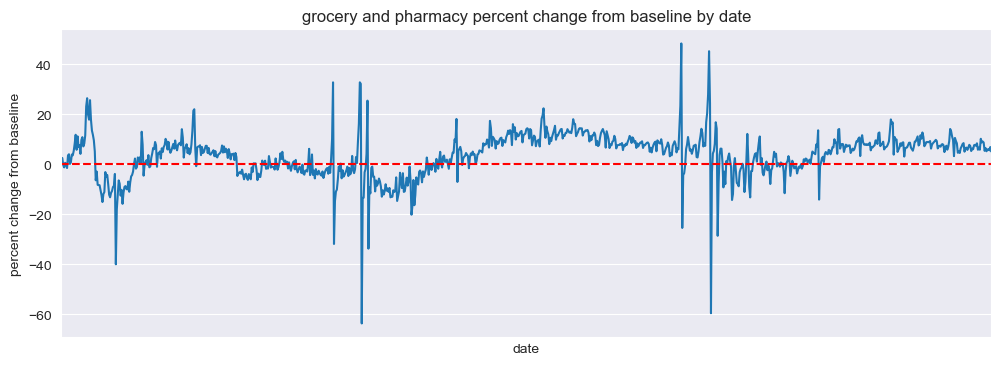 grocery and pharmacy percent change from baseline by date
percent change from baseline
40
20
0
−20
−40
−60
date